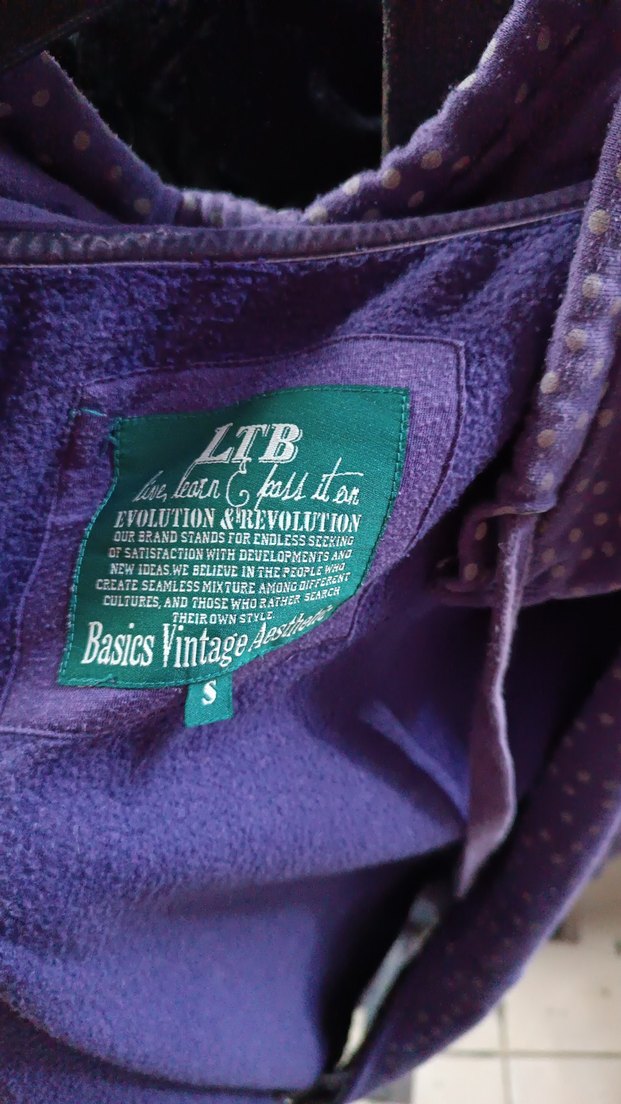 LTB
live, learn & pass it on
EVOLUTION & REVOLUTION
OUR BRAND STANDS FOR ENDLESS SEEKING
OF SATISFACTION WITH DEVELOPMENTS AND
NEW IDEAS.WE BELIEVE IN THE PEOPLE WHO
CREATE SEAMLESS MIXTURE AMONG DIFFERENT
CULTURES, AND THOSE WHO RATHER SEARCH
THEIR OWN STYLE.
Basics Vintage Aesthetic
S